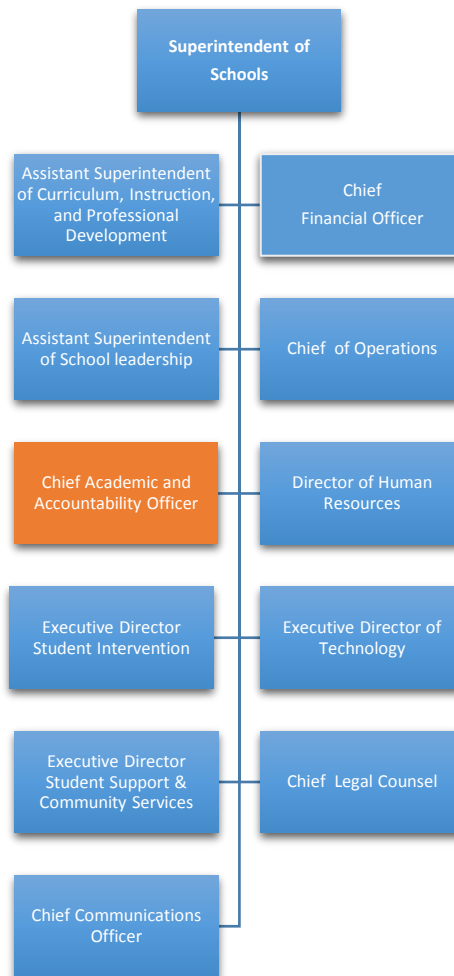 Superintendent of
Schools
Assistant Superintendent
of Curriculum, Instruction,
and Professional
Development
Chief
Financial Officer
Assistant Superintendent
of School leadership
Chief of Operations
Chief Academic and
Accountability Officer
Director of Human
Resources
Executive Director
Student Intervention
Executive Director of
Technology
Executive Director
Student Support &
Community Services
Chief Legal Counsel
Chief Communications
Officer